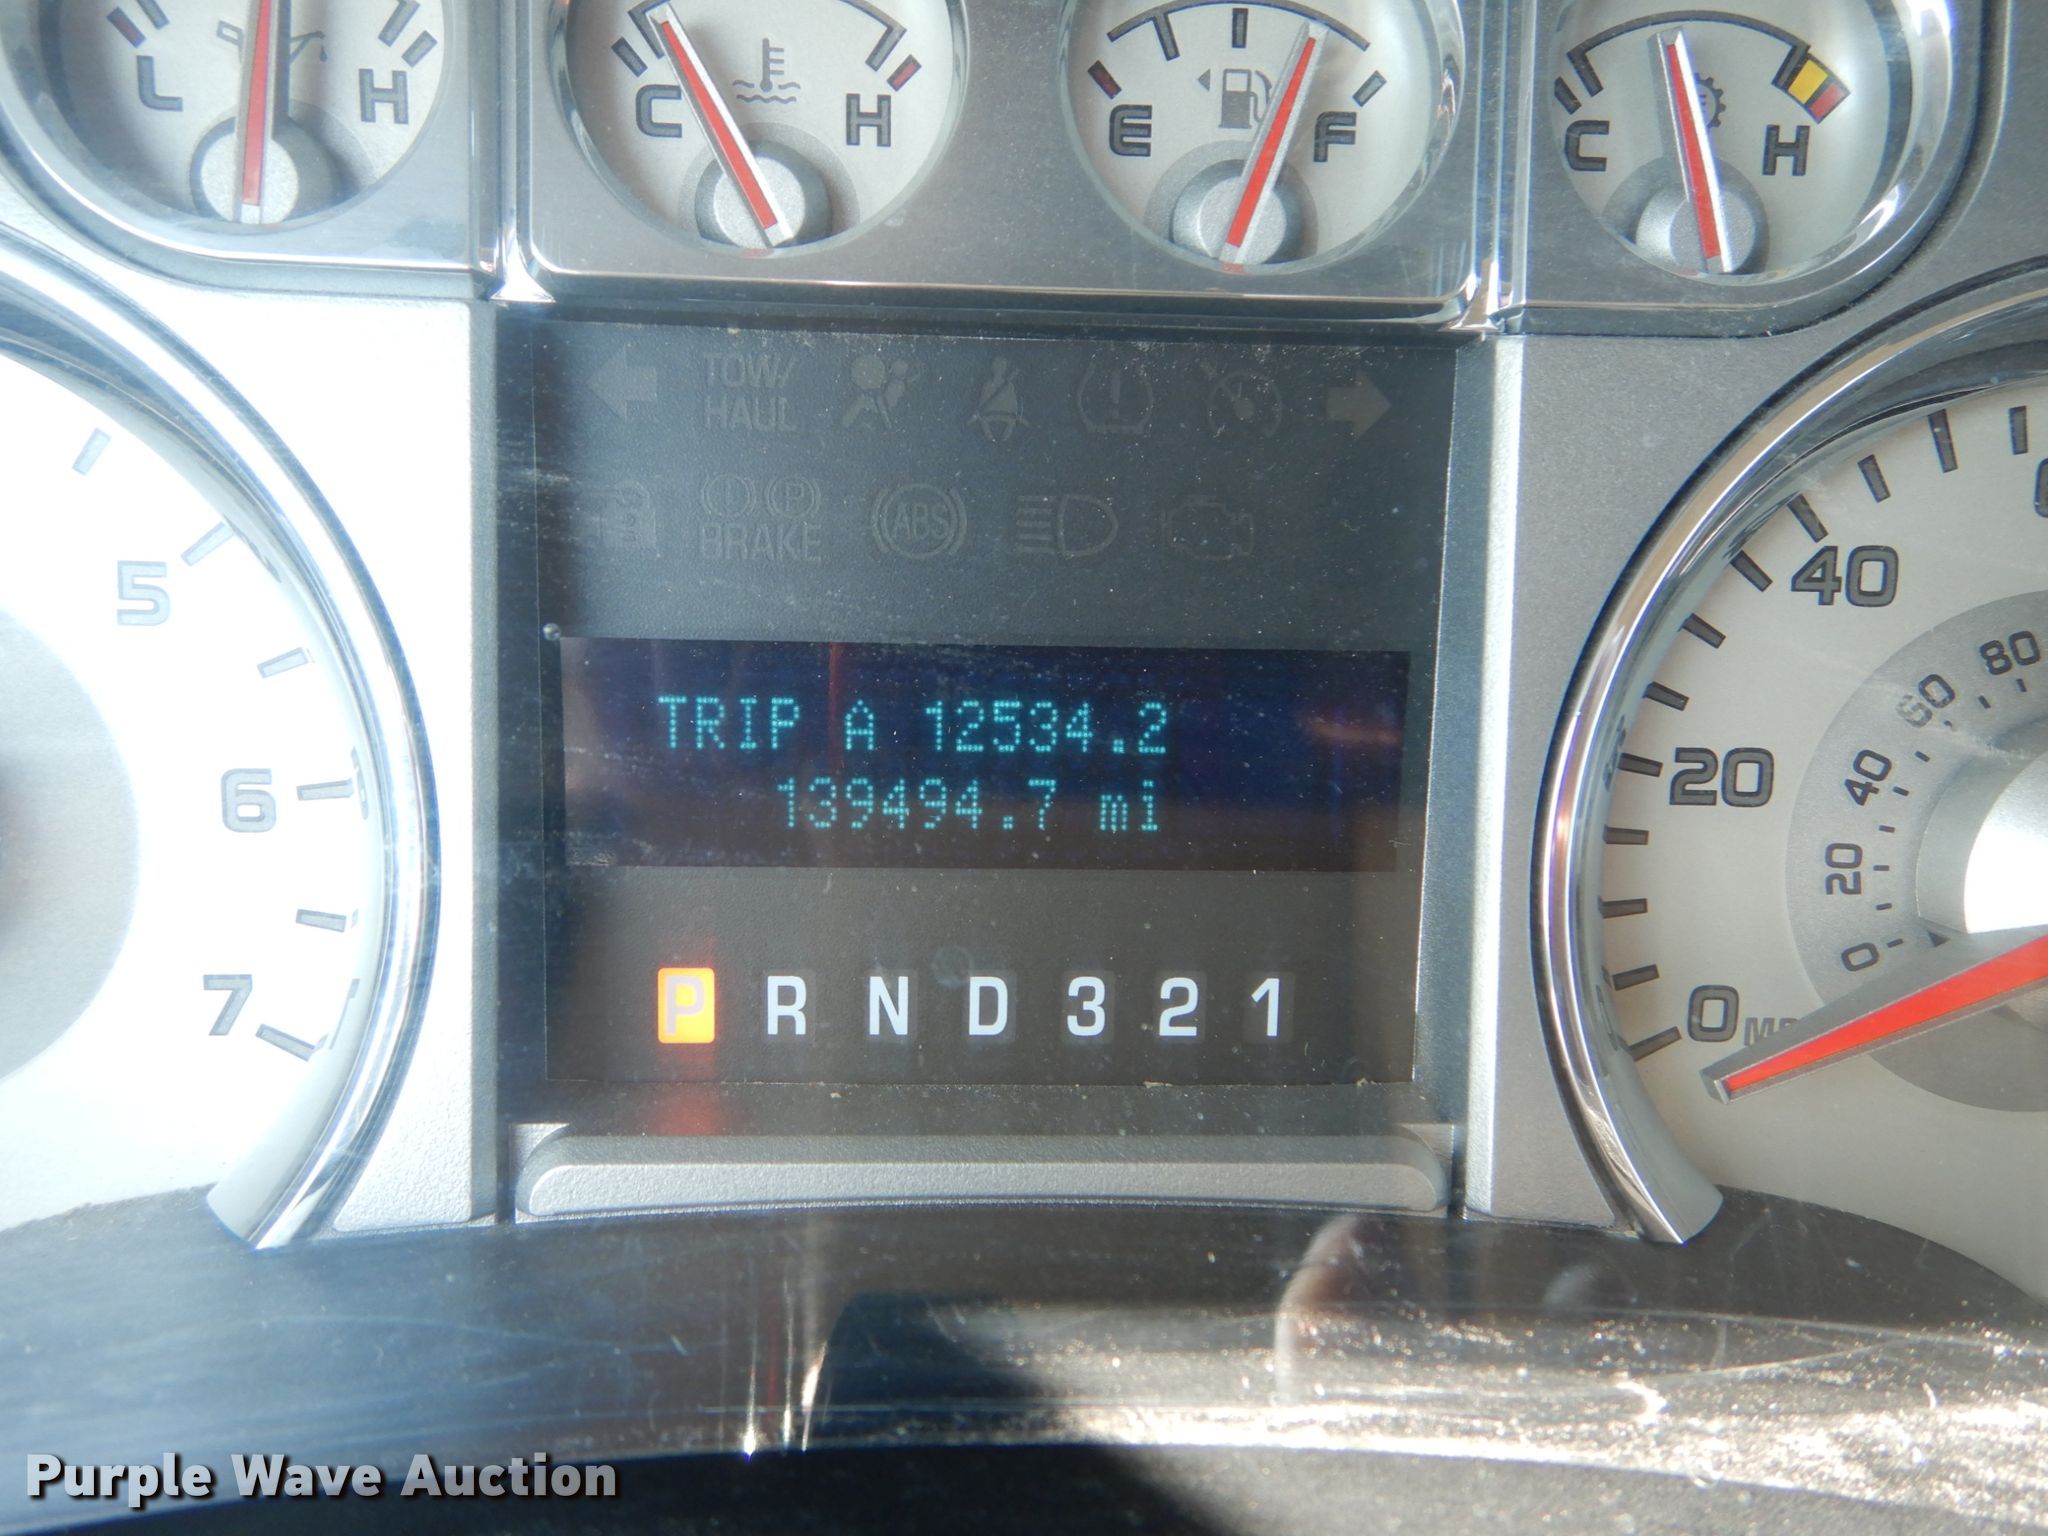 L H C H E F C H
TOW/
HAUL
BRAKE ABS
P
5
6
7
TRIP A 12534.2
139494.7 mi
P R N D 3 2 1
40
20
0
80
60
40
20
0
Purple Wave Auction